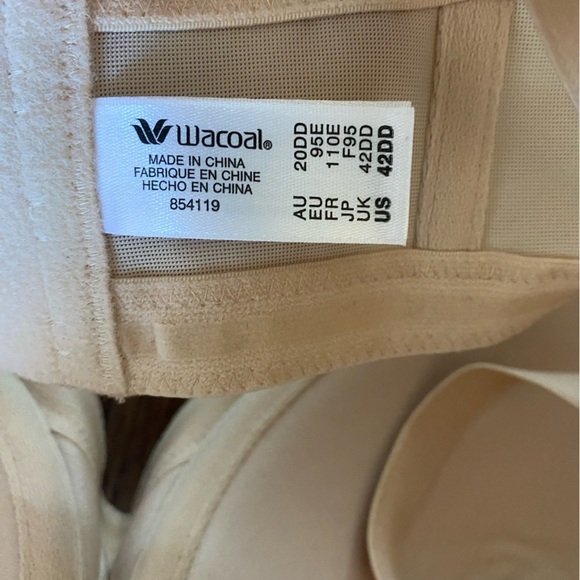 Wacoal®
MADE IN CHINA
FABRIQUE EN CHINE
HECHO EN CHINA
854119
AU 20DD
EU 95E
FR 110E
JP F95
UK 42DD
US 42DD